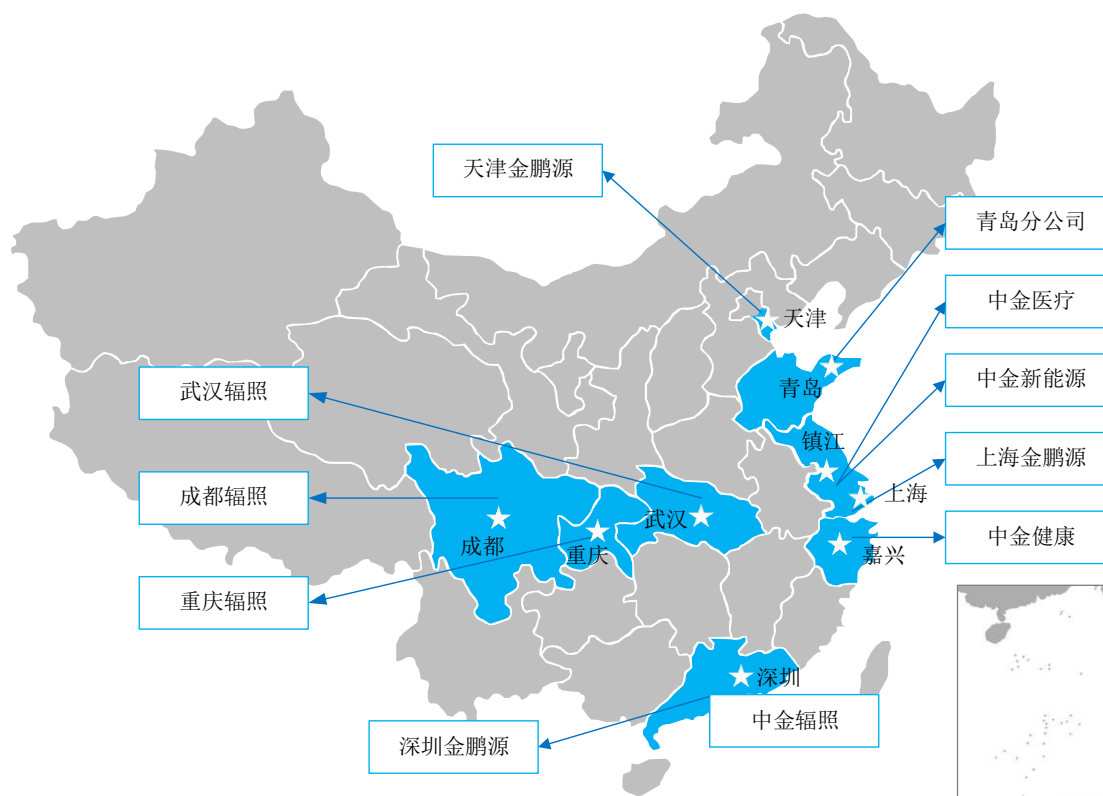 天津金鹏源
青岛分公司
中金医疗
天津
武汉辐照
青岛
中金新能源
镇江
上海金鹏源
成都辐照
上海
武汉
成都
重庆
嘉兴
中金健康
重庆辐照
深圳
中金辐照
深圳金鹏源